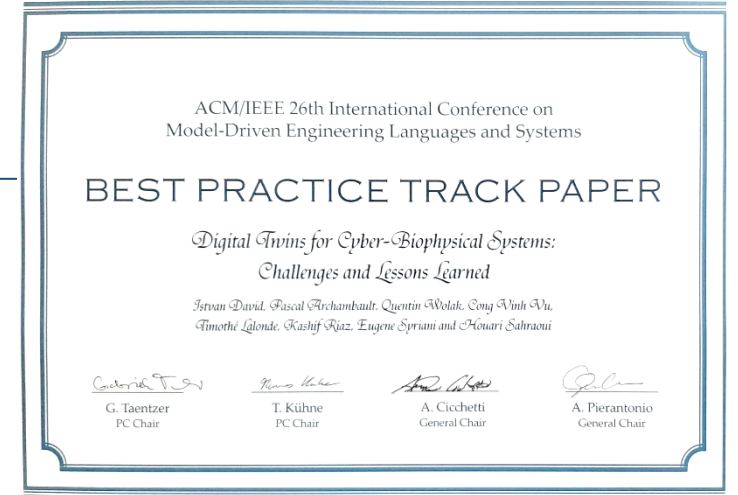 ACM/IEEE 26th International Conference on
Model-Driven Engineering Languages and Systems
BEST PRACTICE TRACK PAPER
Digital Twins for Cyber-Biophysical Systems:
Challenges and Lessons Learned
Istvan David, Pascal Archambault, Quentin Wolak, Cong Vinh Vu,
Timothé Lalonde, Kashif Riaz, Eugene Syriani and Houari Sahraoui
G. Taentzer
T. Kühne
A. Cicchetti
A. Pierantonio
PC Chair
PC Chair
General Chair
General Chair